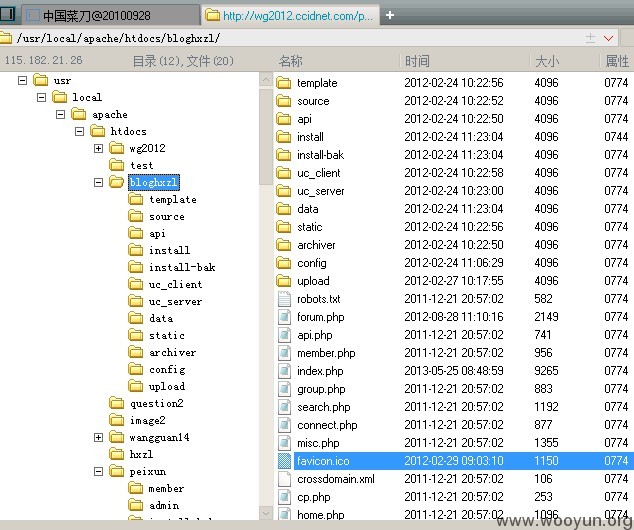 中国菜刀@20100928 http://wg2012.ccidnet.com/p... +
/usr/local/apache/htdocs/bloghxzl/
115.182.21.26 目录(12),文件(20) 名称 时间 大小 属性
usr
local
apache
htdocs
wg2012
test
bloghxzl
template
source
api
install
install-bak
uc_client
uc_server
data
static
archiver
config
upload
question2
image2
wangguan14
hxzl
peixun
member
admin
template 2012-02-24 10:22:56 4096 0774
source 2012-02-24 10:22:52 4096 0774
api 2012-02-24 10:22:50 4096 0774
install 2012-02-24 11:23:04 4096 0744
install-bak 2012-02-24 11:23:04 4096 0774
uc_client 2012-02-24 10:22:58 4096 0774
uc_server 2012-02-24 10:23:00 4096 0774
data 2012-02-24 11:23:04 4096 0774
static 2012-02-24 10:22:56 4096 0774
archiver 2012-02-24 10:22:50 4096 0774
config 2012-02-24 11:06:29 4096 0774
upload 2012-02-27 10:17:55 4096 0774
robots.txt 2011-12-21 20:57:02 582 0774
forum.php 2012-08-28 11:10:16 2149 0774
api.php 2011-12-21 20:57:02 741 0774
member.php 2011-12-21 20:57:02 956 0774
index.php 2013-05-25 08:48:59 9265 0774
group.php 2011-12-21 20:57:02 883 0774
search.php 2011-12-21 20:57:02 1192 0774
connect.php 2011-12-21 20:57:02 877 0774
misc.php 2011-12-21 20:57:02 1355 0774
favicon.ico 2012-02-29 09:03:10 1150 0774
crossdomain.xml 2011-12-21 20:57:02 106 0774
cp.php 2011-12-21 20:57:02 253 0774
home.php 2011-12-21 20:57:02
www.wooyun.org